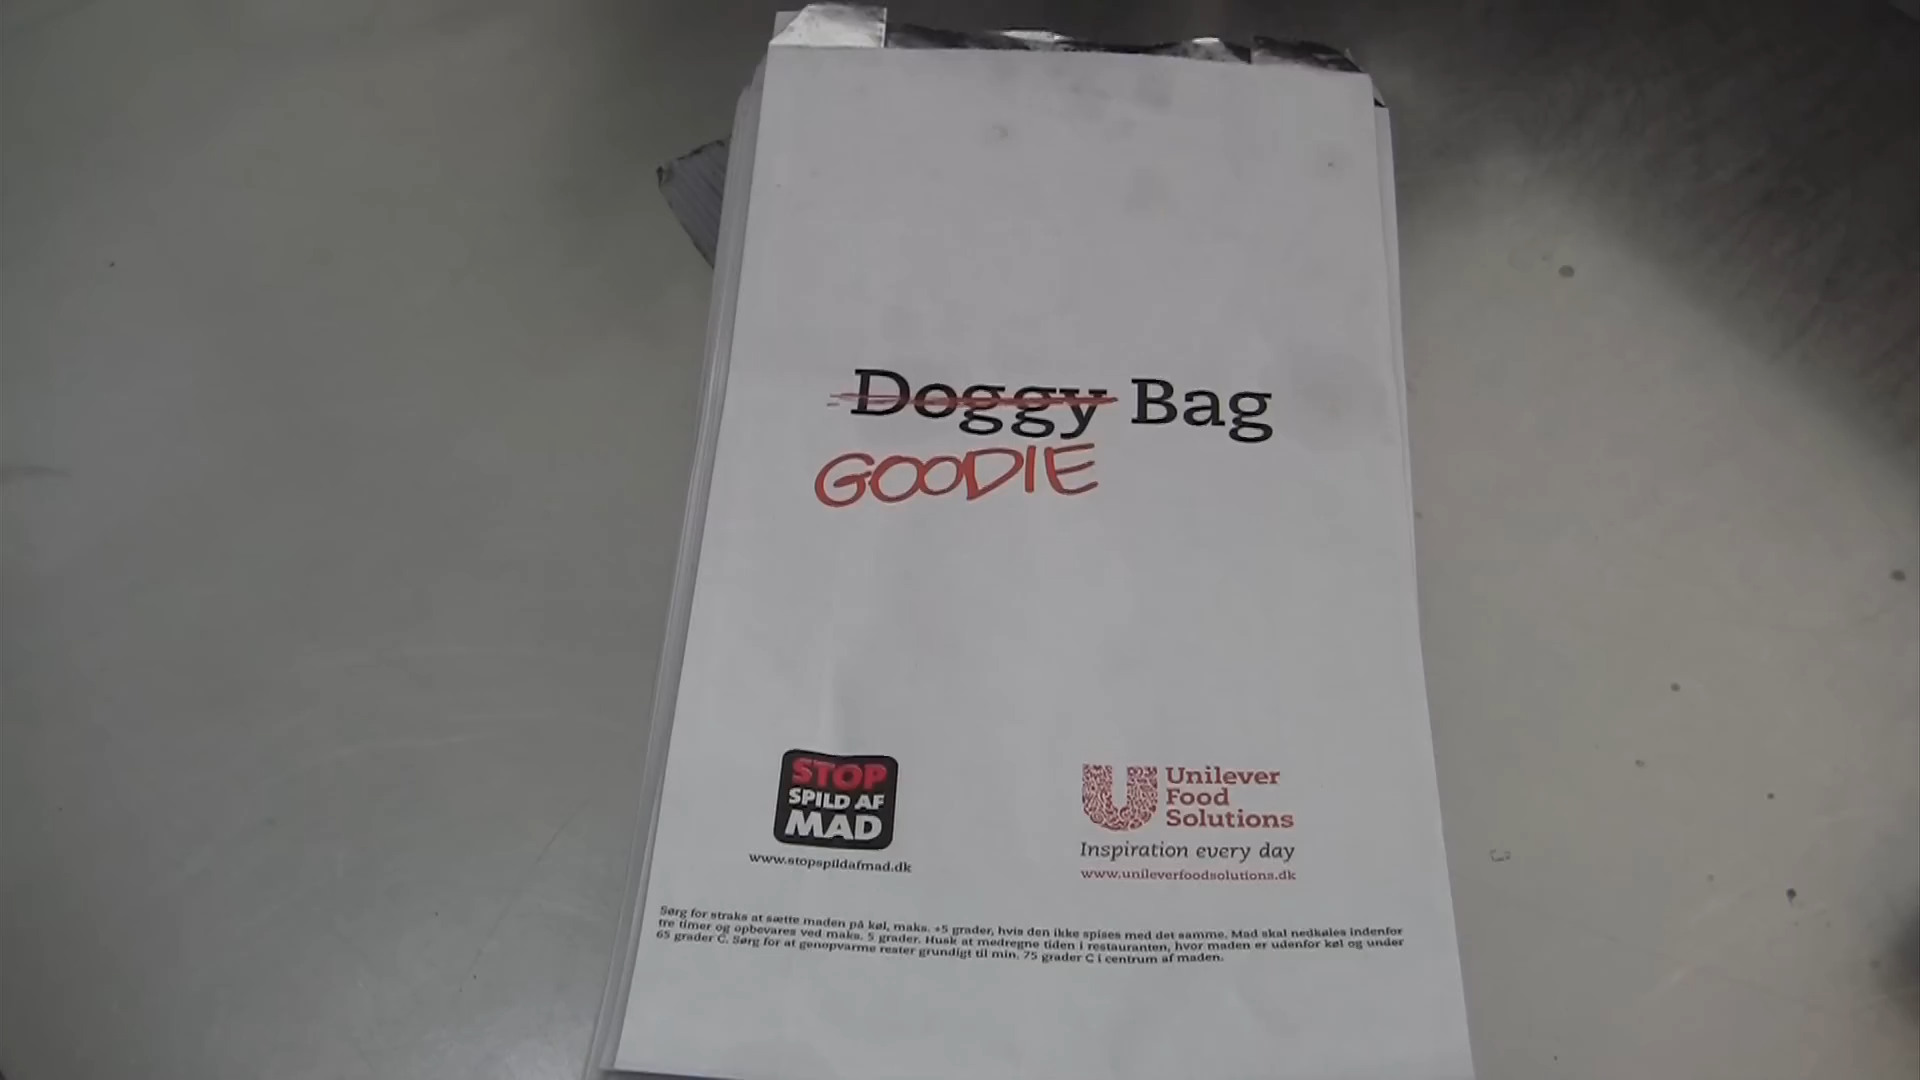 Doggy Bag
GOODIE
STOP
SPILD AF
MAD
www.stopspildafmad.dk
Unilever
Food
Solutions
Inspiration every day
www.unileverfoodsolutions.dk
Sørg for straks at sætte maden på køl, maks. +5 grader, hvis den ikke spises med det samme. Mad skal nedkøles indenfor
tre timer og opbevares ved maks. 5 grader. Husk at medregne tiden i restauranten, hvor maden er udenfor køl og under
65 grader C. Sørg for at genopvarme rester grundigt til min. 75 grader C i centrum af maden.